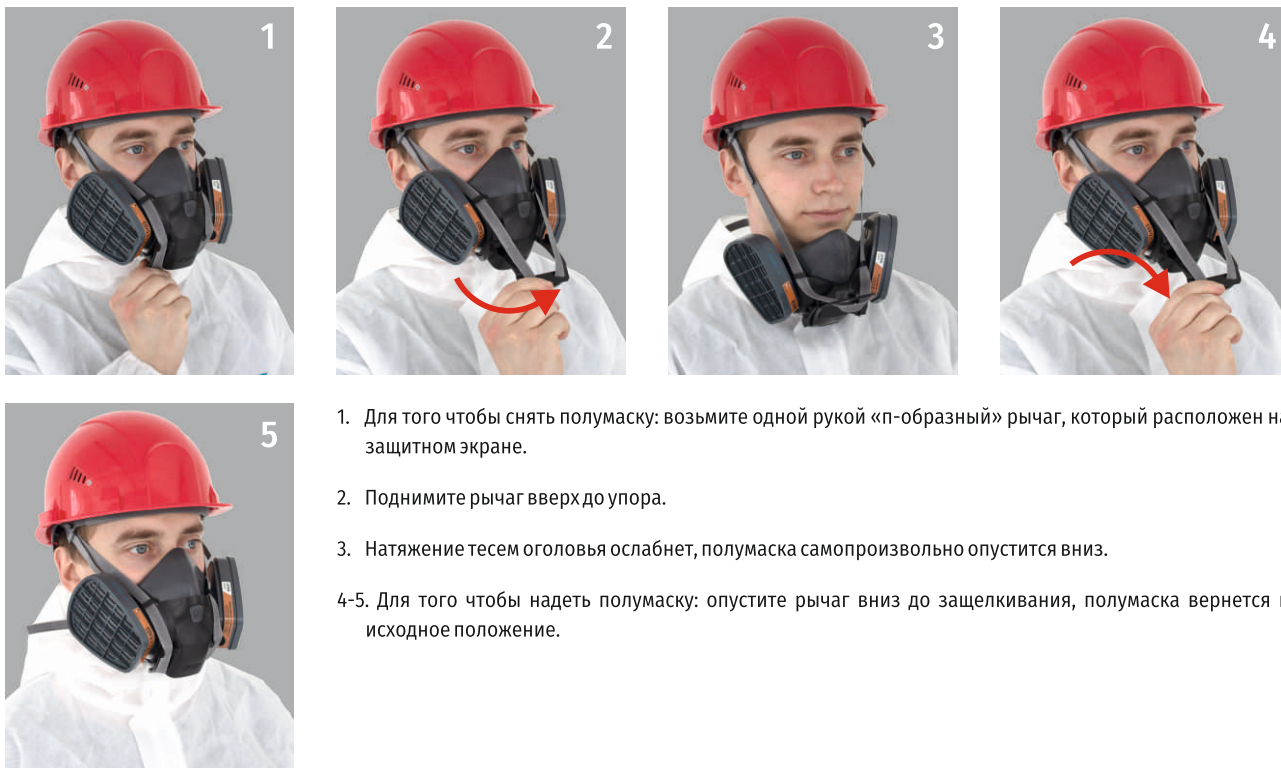 1
2
3
4
5
1. Для того чтобы снять полумаску: возьмите одной рукой «п-образный» рычаг, который расположен на
защитном экране.
2. Поднимите рычаг вверх до упора.
3. Натяжение тесем оголовья ослабнет, полумаска самопроизвольно опустится вниз.
4-5. Для того чтобы надеть полумаску: опустите рычаг вниз до защелкивания, полумаска вернется
исходное положение.